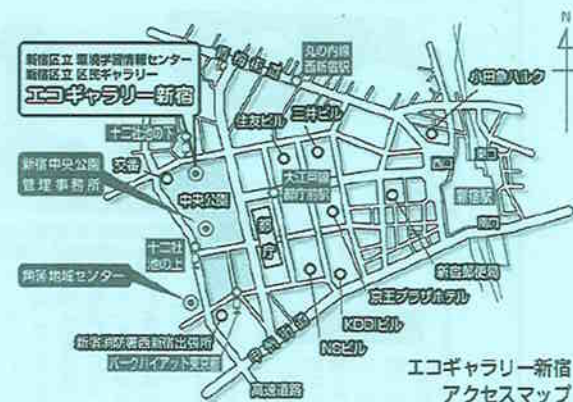 新宿区立 環境学習情報センター
新宿区立 区民ギャラリー
エコギャラリー新宿
N
青梅街道
丸の内線
西新宿駅
小田急ハルク
住友ビル
三井ビル
十二社池の下
新宿中央公園
管理事務所
交番
中央公園
大江戸線
都庁前駅
西口
東口
新宿駅
南口
都庁
十二社
池の上
角筈地域センター
新宿郵便局
京王プラザホテル
KDDIビル
NSビル
新宿消防署西新宿出張所
パークハイアット東京
甲州街道
高速道路
エコギャラリー新宿
アクセスマップ